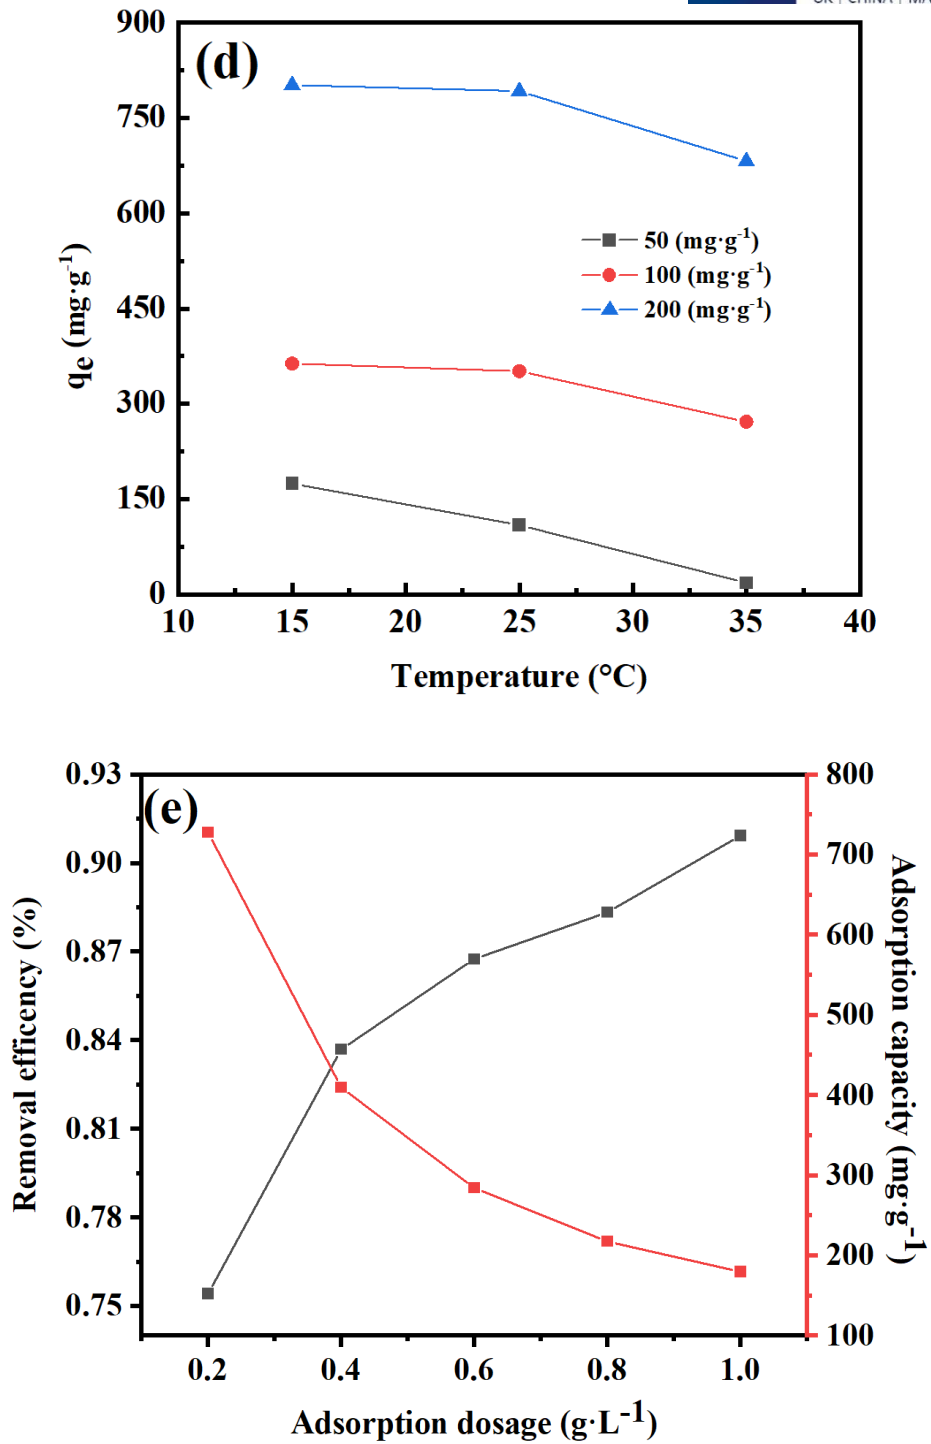 UK | CHINA | MA
(d)
900
750
600
450
300
150
0
qe (mg·g-1)
50 (mg·g-1)
100 (mg·g-1)
200 (mg·g-1)
10 15 20 25 30 35 40
Temperature (°C)
(e)
0.93
0.90
0.87
0.84
0.81
0.78
0.75
Removal efficency (%)
800
700
600
500
400
300
200
100
Adsorption capacity (mg·g-1)
0.2 0.4 0.6 0.8 1.0
Adsorption dosage (g·L-1)